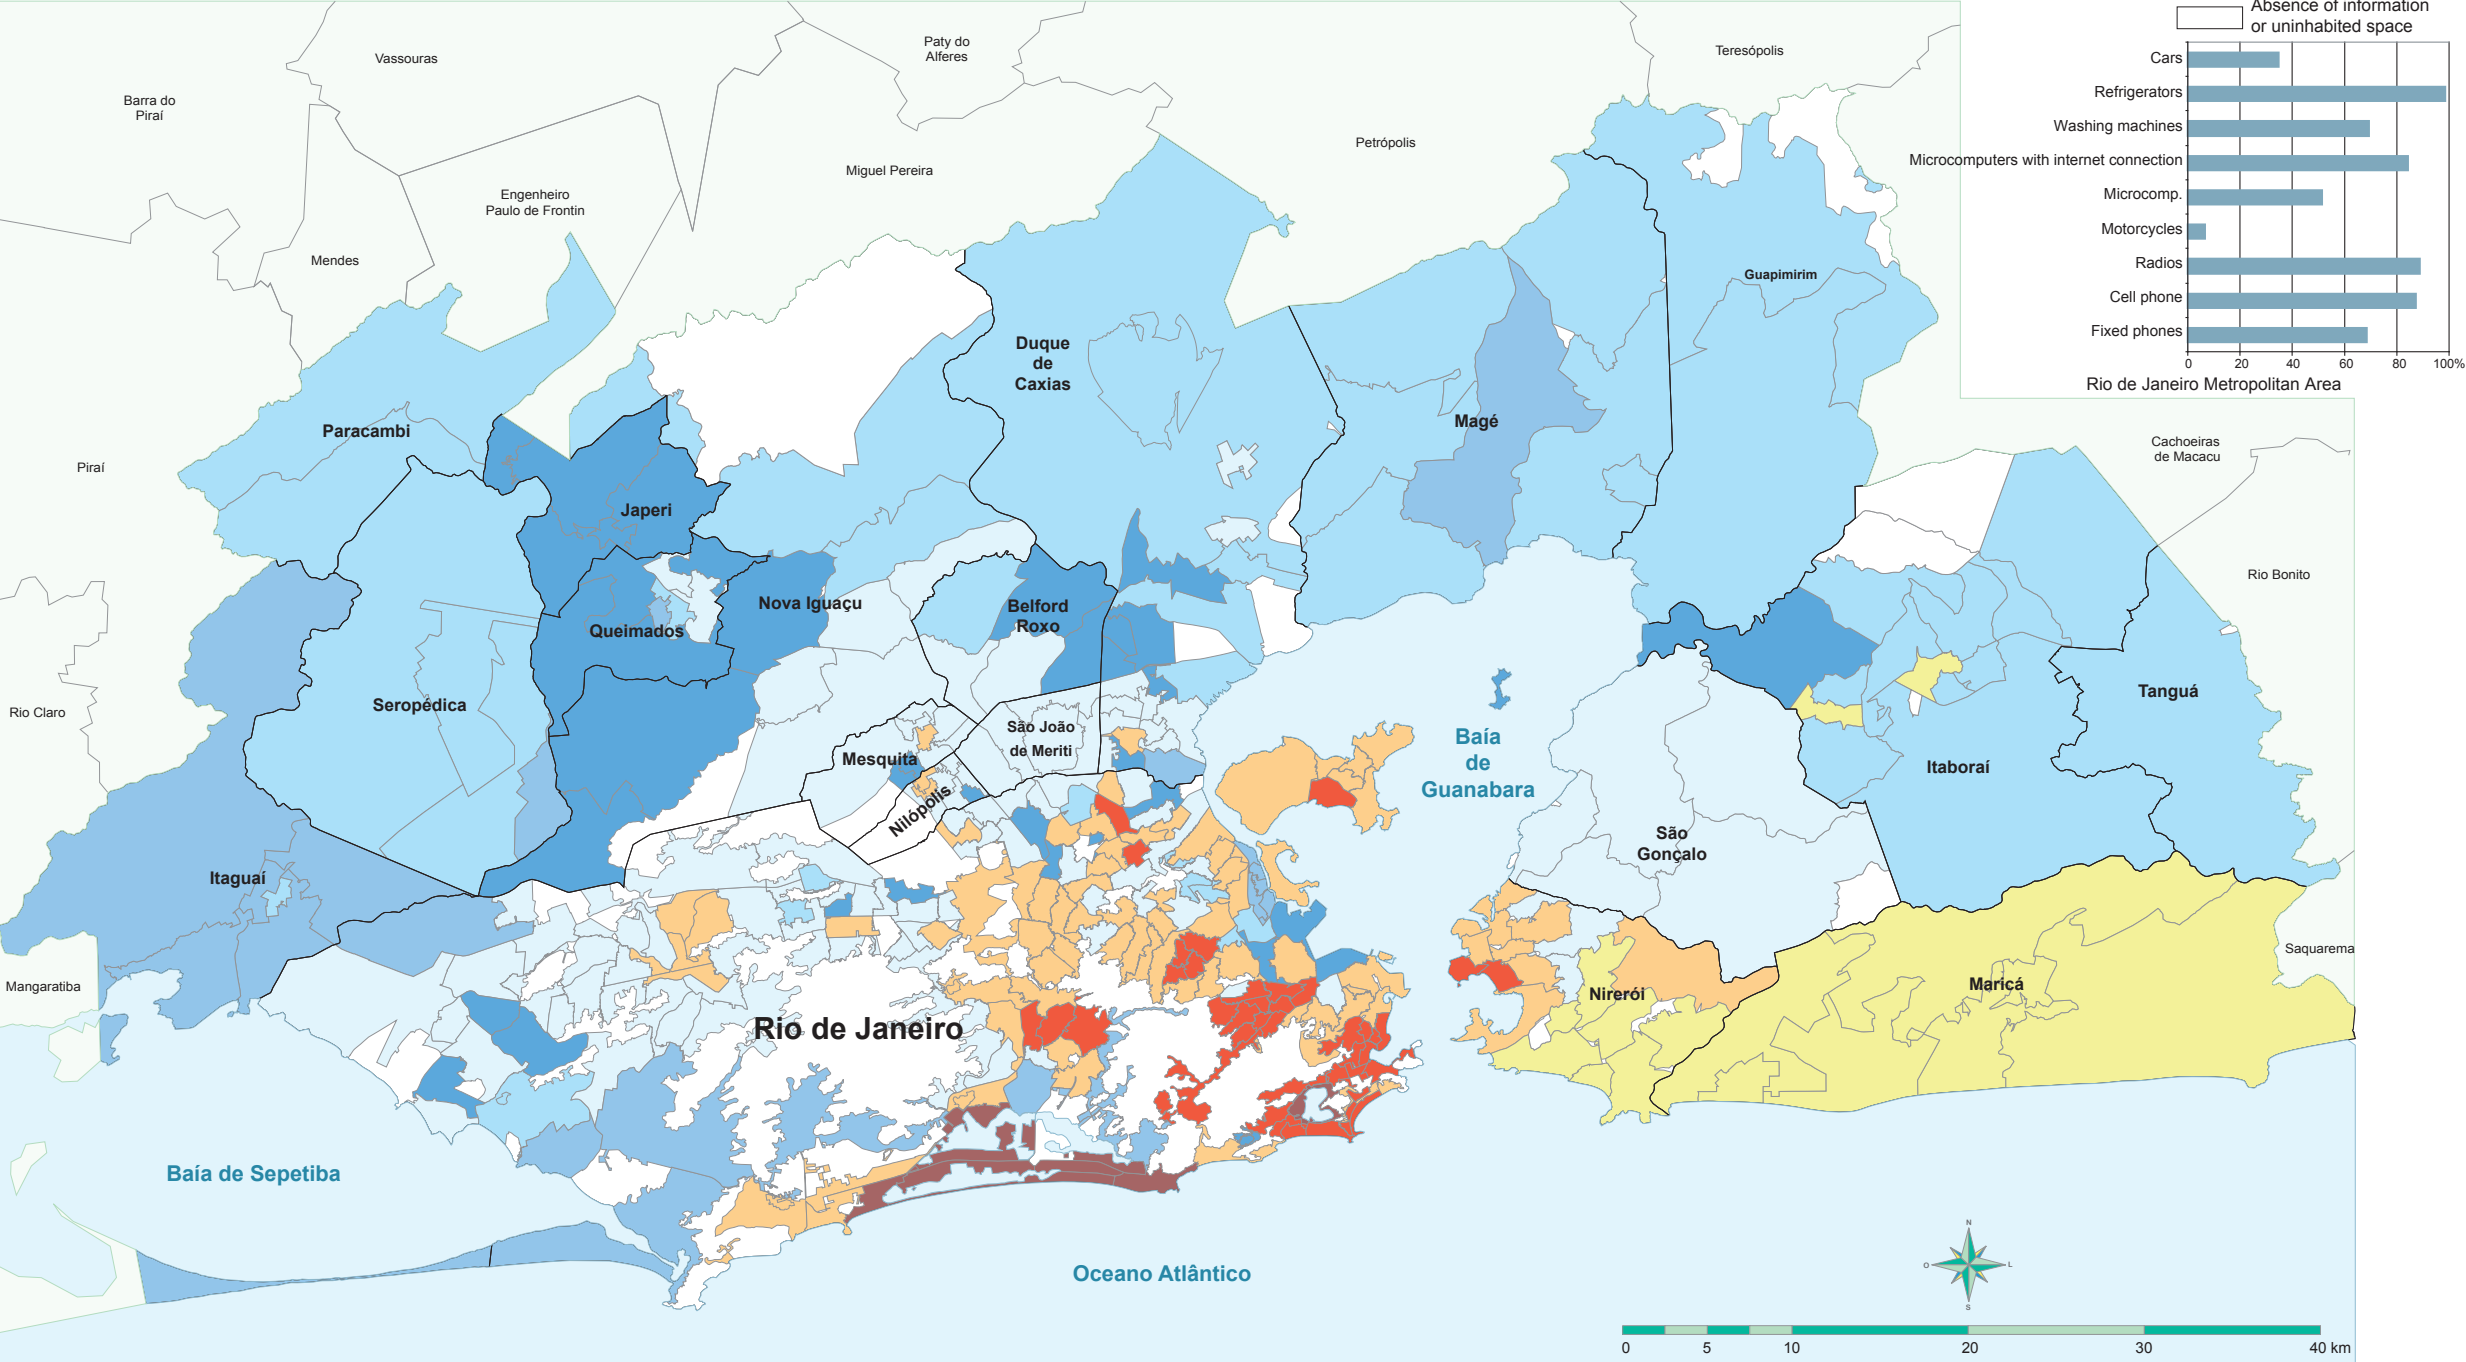 Absence of information
or uninhabited space
Cars
Refrigerators
Washing machines
Microcomputers with internet connection
Microcomp.
Motorcycles
Radios
Cell phone
Fixed phones
0 20 40 60 80 100%
Rio de Janeiro Metropolitan Area
Vassouras
Paty do
Alferes
Teresópolis
Barra do
Piraí
Petrópolis
Miguel Pereira
Engenheiro
Paulo de Frontin
Mendes
Guapimirim
Duque
de
Caxias
Magé
Paracambi
Cachoeiras
de Macacu
Piraí
Japeri
Rio Bonito
Nova Iguaçu
Belford
Roxo
Queimados
Tanguá
Seropédica
Rio Claro
São João
de Meriti
Baía
de
Guanabara
Mesquita
Itaboraí
Nilópolis
São
Gonçalo
Itaguaí
Saquarema
Mangaratiba
Nirerói
Maricá
Rio de Janeiro
Baía de Sepetiba
Oceano Atlântico
N
O
L
S
0 5 10 20 30 40 km